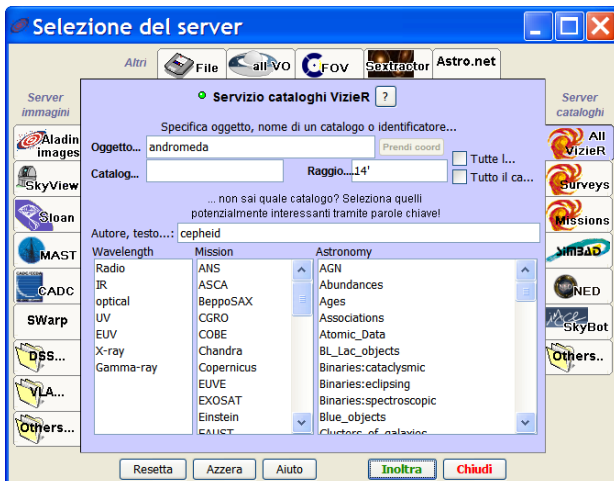 Selezione del server
Altri
File
all-VO
FOV
Sextractor
Astro.net
Server immagini
Server cataloghi
Aladin images
SkyView
Sloan
MAST
CADC
SWarp
DSS...
VLA...
Others...
Servizio cataloghi VizieR ?
Specifica oggetto, nome di un catalogo o identificatore...
Oggetto... andromeda Prendi coord
Tutte l...
Catalog... Raggio....14'
Tutto il ca...
... non sai quale catalogo? Seleziona quelli
potenzialmente interessanti tramite parole chiave!
Autore, testo...: cepheid
Wavelength
Radio
IR
optical
UV
EUV
X-ray
Gamma-ray
Mission
ANS
ASCA
BeppoSAX
CGRO
COBE
Chandra
Copernicus
EUVE
EXOSAT
Einstein
FAUST
Astronomy
AGN
Abundances
Ages
Associations
Atomic_Data
BL_Lac_objects
Binaries:cataclysmic
Binaries:eclipsing
Binaries:spectroscopic
Blue_objects
Clusters_of_galaxies
All VizieR
Surveys
Missions
SIMBAD
NED
SkyBot
Others..
Resetta
Azzera
Aiuto
Inoltra
Chiudi